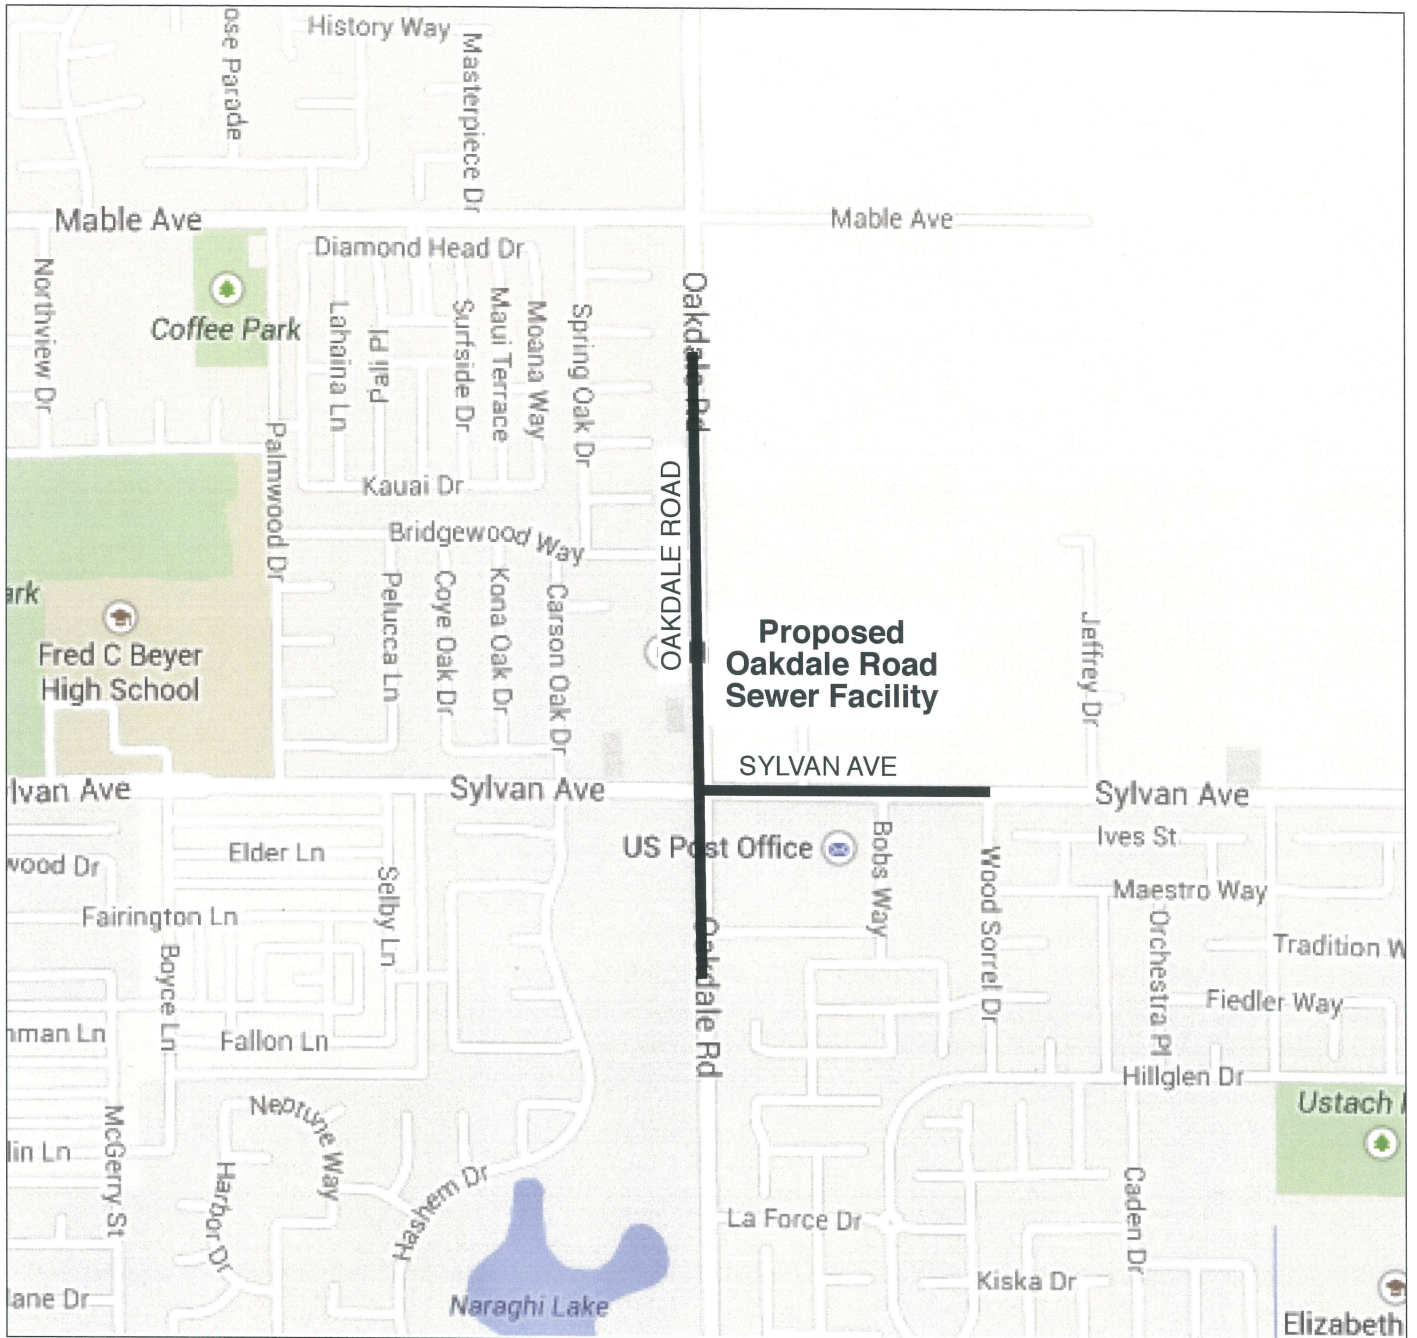 History Way
ose Parade
Masterpiece Dr
Mable Ave
Mable Ave
Diamond Head Dr
Northview Dr
Coffee Park
Lahaina Ln
Pali Pl
Surfside Dr
Maui Terrace
Moana Way
Spring Oak Dr
Oakdale Rd
Palmwood Dr
Kauai Dr
OAKDALE ROAD
Bridgewood Way
ark
Peluca Ln
Coye Oak Dr
Kona Oak Dr
Carson Oak Dr
Fred C Beyer
High School
Proposed
Oakdale Road
Sewer Facility
Jeffrey Dr
SYLVAN AVE
lvan Ave
Sylvan Ave
Sylvan Ave
US Post Office
Bobs Way
Ives St
Elder Ln
wood Dr
Selby Ln
Wood Sorrel Dr
Maestro Way
Fairington Ln
Orchestra Pl
Tradition W
Boyce Ln
Oakdale Rd
Fiedler Way
nman Ln
Fallon Ln
Hillglen Dr
Neptune Way
Ustach
McGerry St
lin Ln
Harbor Dr
Hashem Dr
Caden Dr
La Force Dr
Kiska Dr
lane Dr
Naraghi Lake
Elizabeth